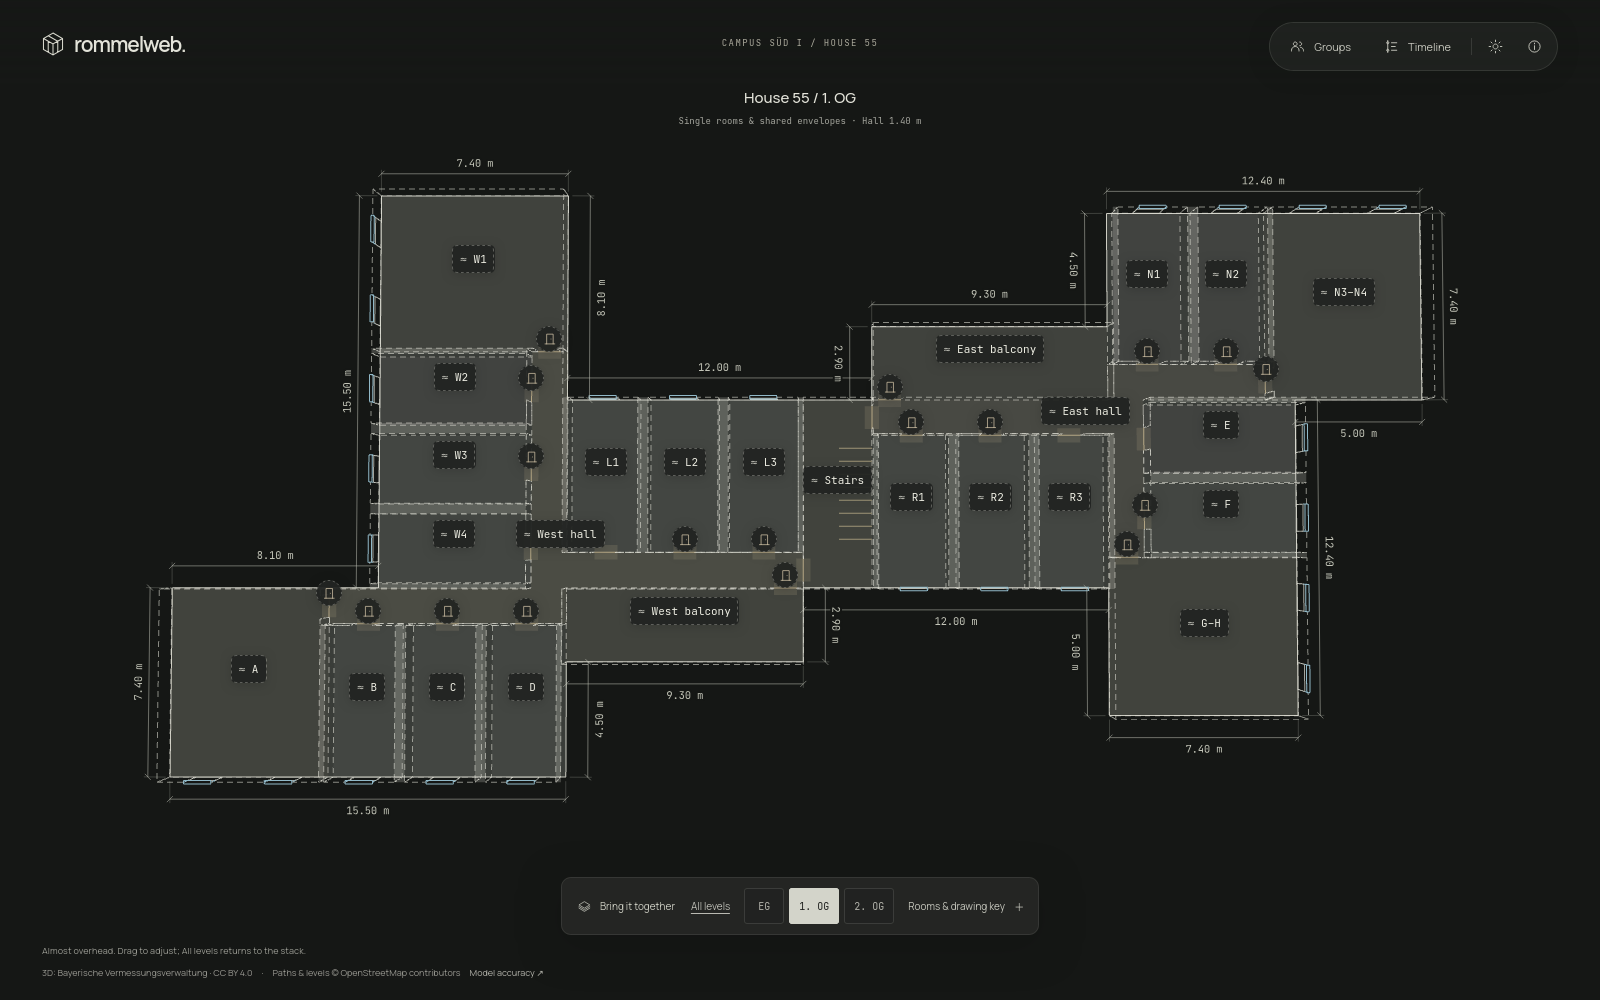 rommelweb.
CAMPUS SÜD I / HOUSE 55
Groups
Timeline
House 55 / 1. OG
Single rooms & shared envelopes · Hall 1.40 m
7.40 m
12.40 m
≈ W1
8.10 m
4.50 m
≈ N1
≈ N2
≈ N3–N4
7.40 m
9.30 m
≈ East balcony
2.90 m
12.00 m
≈ W2
15.50 m
≈ East hall
≈ E
5.00 m
≈ W3
≈ L1
≈ L2
≈ L3
≈ Stairs
≈ R1
≈ R2
≈ R3
≈ F
≈ W4
≈ West hall
8.10 m
12.40 m
≈ West balcony
2.90 m
12.00 m
≈ G–H
5.00 m
≈ A
7.40 m
≈ B
≈ C
≈ D
9.30 m
4.50 m
7.40 m
15.50 m
Bring it together
All levels
EG
1. OG
2. OG
Rooms & drawing key +
Almost overhead. Drag to adjust; All levels returns to the stack.
3D: Bayerische Vermessungsverwaltung · CC BY 4.0 · Paths & levels © OpenStreetMap contributors Model accuracy ↗